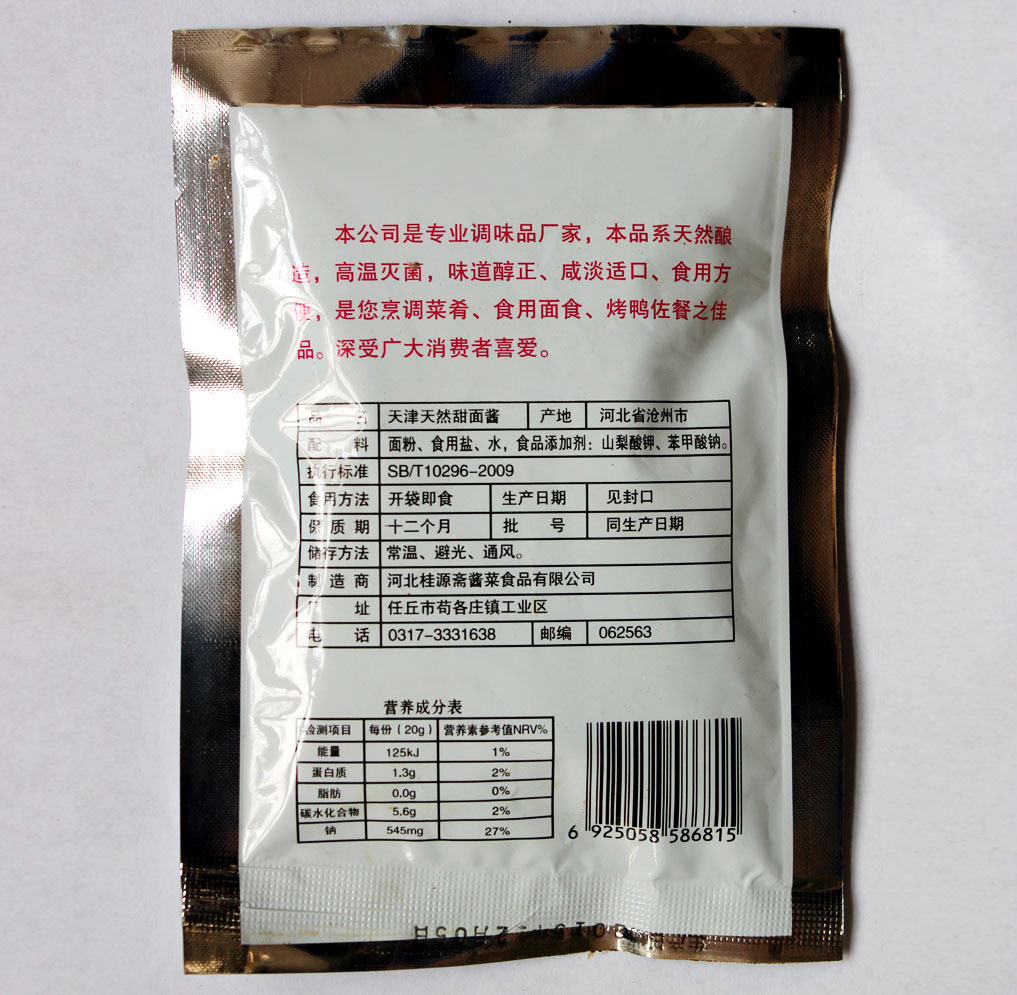 本公司是专业调味品厂家，本品系天然酿
造，高温灭菌，味道醇正、咸淡适口、食用方
便，是您烹调菜肴、食用面食、烤鸭佐餐之佳
品。深受广大消费者喜爱。
品 名 天津天然甜面酱 产地 河北省沧州市
配 料 面粉、食用盐、水，食品添加剂：山梨酸钾、苯甲酸钠。
执行标准 SB/T10296-2009
食用方法 开袋即食 生产日期 见封口
保质期 十二个月 批 号 同生产日期
储存方法 常温、避光、通风。
制造商 河北桂源斋酱菜食品有限公司
厂 址 任丘市苟各庄镇工业区
电 话 0317-3331638 邮编 062563
营养成分表
检测项目 每份（20g） 营养素参考值NRV%
能量 125kJ 1%
蛋白质 1.3g 2%
脂肪 0.0g 0%
碳水化合物 5.6g 2%
钠 545mg 27%
6 925058 586815